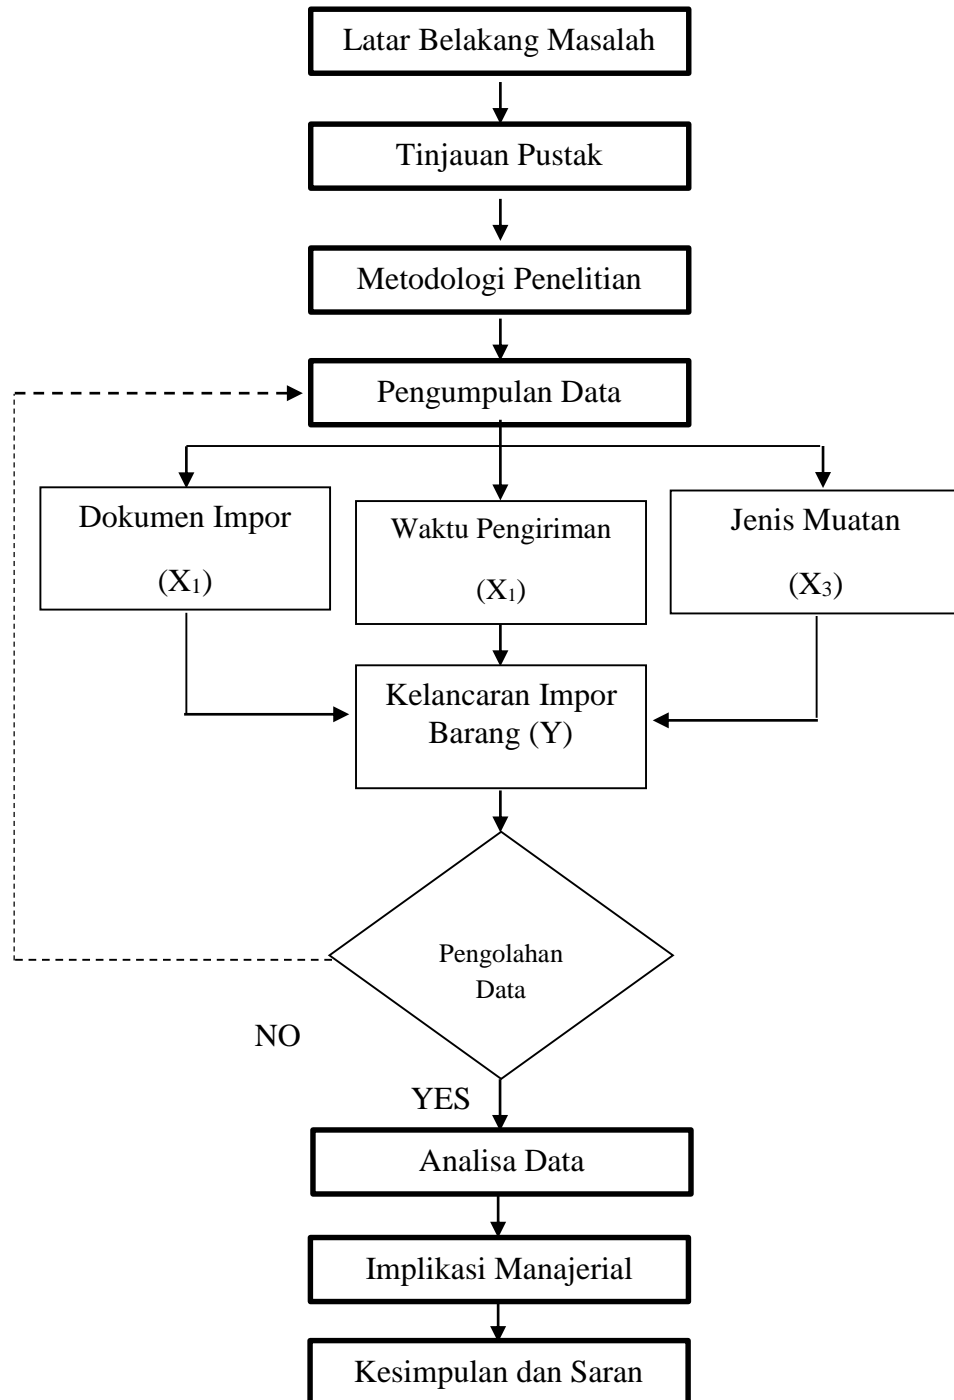 Latar Belakang Masalah
Tinjauan Pustak
Metodologi Penelitian
Pengumpulan Data
Dokumen Impor
(X₁)
Waktu Pengiriman
(X₁)
Jenis Muatan
(X₃)
Kelancaran Impor
Barang (Y)
Pengolahan
Data
NO
YES
Analisa Data
Implikasi Manajerial
Kesimpulan dan Saran